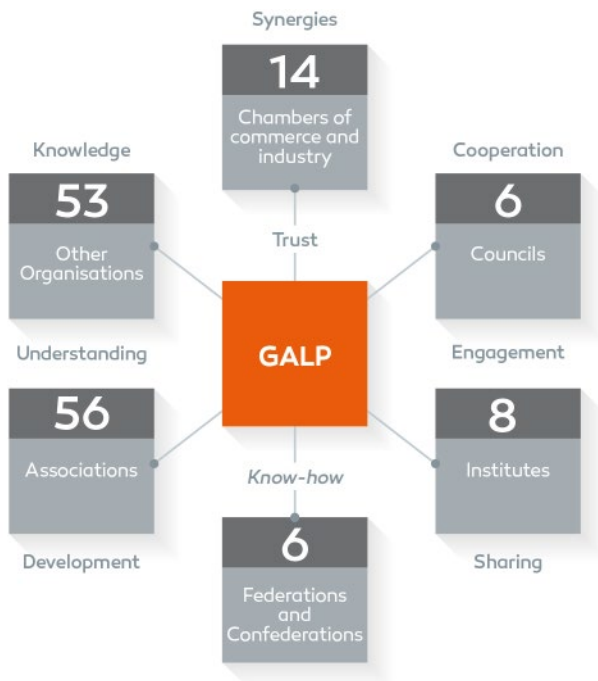 Synergies
14
Chambers of
commerce and
industry
Knowledge
Cooperation
53
Other
Organisations
6
Councils
Trust
GALP
Understanding
Engagement
56
Associations
8
Institutes
Know-how
Development
Sharing
6
Federations
and
Confederations